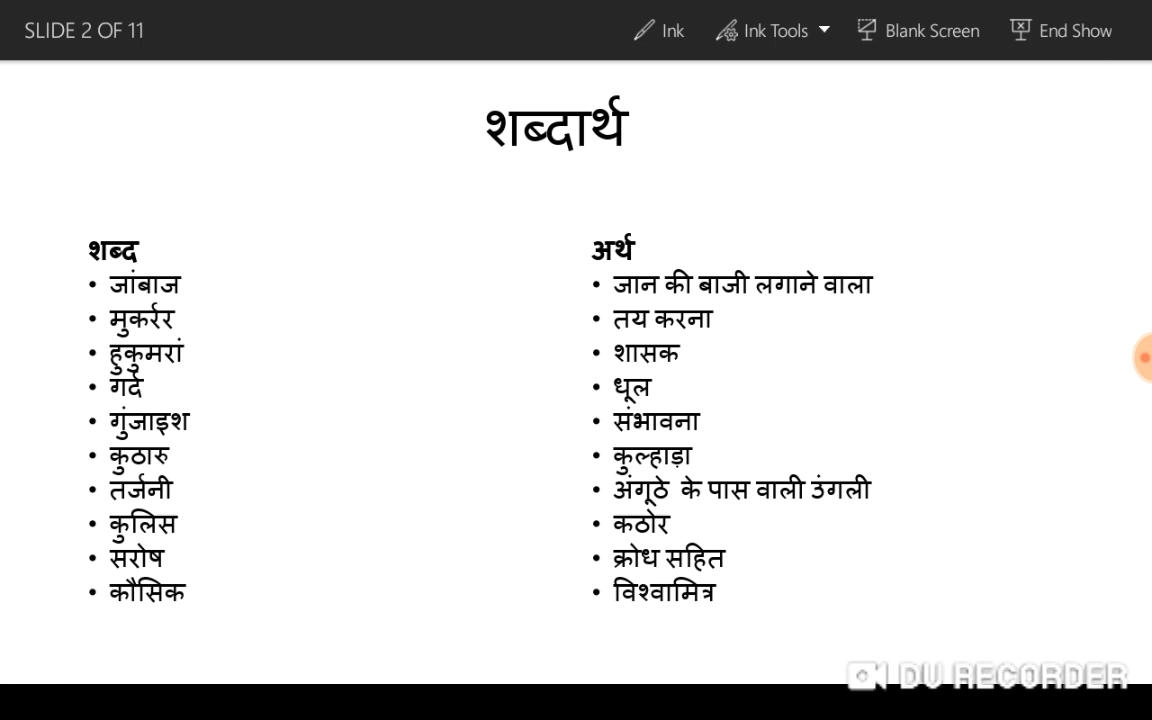 SLIDE 2 OF 11 Ink Ink Tools Blank Screen End Show
शब्दार्थ
शब्द अर्थ
• जांबाज • जान की बाजी लगाने वाला
• मुकर्रर • तय करना
• हुकुमरां • शासक
• गर्द • धूल
• गुंजाइश • संभावना
• कुठारु • कुल्हाड़ा
• तर्जनी • अंगूठे के पास वाली उंगली
• कुलिस • कठोर
• सरोष • क्रोध सहित
• कौसिक • विश्वामित्र
DU RECORDER